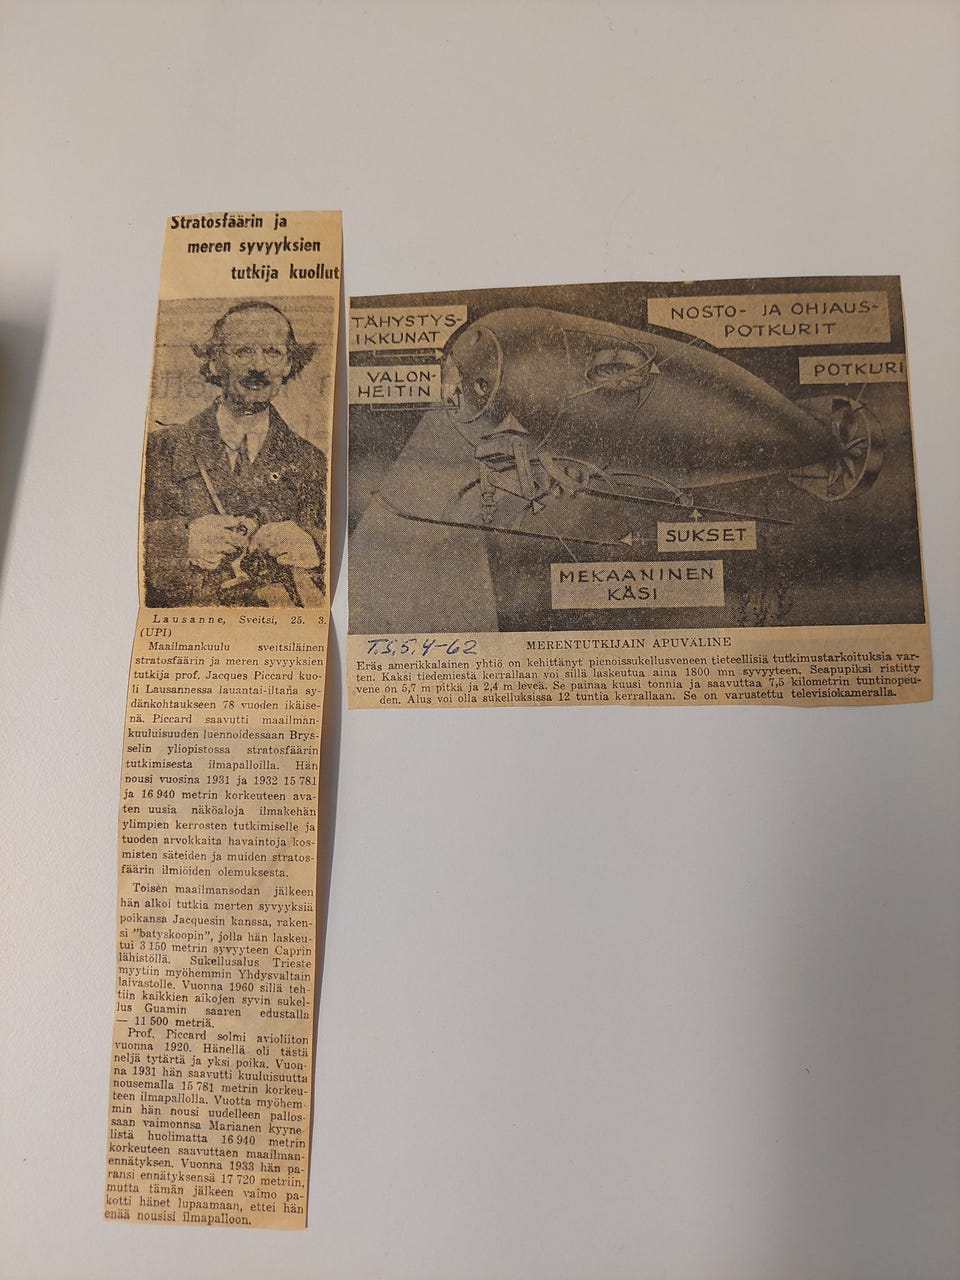 Stratosfäärin ja
meren syvyyksien
tutkija kuollut
Lausanne, Sveitsi, 25. 3.
(UPI)
Maailmankuulu sveitsiläinen
stratosfäärin ja meren syvyyksien
tutkija prof. Jacques Piccard kuo-
li Lausannessa lauantai-iltana sy-
dänkohtaukseen 78 vuoden ikäise-
nä. Piccard saavutti maailman-
kuuluisuuden luennoidessaan Brys-
selin yliopistossa stratosfäärin
tutkimisesta ilmapalloilla. Hän
nousi vuosina 1931 ja 1932 15 781
ja 16 940 metrin korkeuteen ava-
ten uusia näköaloja ilmakehän
ylimpien kerrosten tutkimiselle ja
tuoden arvokkaita havaintoja kos-
misten säteiden ja muiden stratos-
fäärin ilmiöiden olemuksesta.
Toisen maailmansodan jälkeen
hän alkoi tutkia merten syvyyksiä
poikansa Jacquesin kanssa, raken-
si "batyskoopin", jolla hän laskeu-
tui 3 150 metrin syvyyteen Caprin
lähistöllä. Sukellusalus Trieste
myytiin myöhemmin Yhdysvaltain
laivastolle. Vuonna 1960 sillä teh-
tiin kaikkien aikojen syvin sukel-
lus Guamin saaren edustalla
— 11 500 metriä.
Prof. Piccard solmi avioliiton
vuonna 1920. Hänellä oli tästä
neljä tytärtä ja yksi poika. Vuon-
na 1931 hän saavutti kuuluisuutta
nousemalla 15 781 metrin korkeu-
teen ilmapallolla. Vuotta myöhem-
min hän nousi uudelleen pallos-
saan vaimonnsa Marianen kyyne-
listä huolimatta 16 940 metrin
korkeuteen saavuttaen maailman-
ennätyksen. Vuonna 1933 hän pa-
ransi ennätyksensä 17 720 metriin,
mutta tämän jälkeen vaimo pa-
kotti hänet lupaamaan, ettei hän
enää nousisi ilmapalloon.
TÄHYSTYS-
IKKUNAT
VALON-
HEITIN
NOSTO- JA OHJAUS-
POTKURIT
POTKURI
SUKSET
MEKAANINEN
KÄSI
T.S. 5.4-62
MERENTUTKIJAIN APUVÄLINE
Eräs amerikkalainen yhtiö on kehittänyt pienoissukellusveneen tieteellisiä tutkimustarkoituksia var-
ten. Kaksi tiedemiestä kerrallaan voi sillä laskeutua aina 1800 mn syvyyteen. Seapupiksi ristitty
vene on 5,7 m pitkä ja 2,4 m leveä. Se painaa kuusi tonnia ja saavuttaa 7,5 kilometrin tuntinopeu-
den. Alus voi olla sukelluksissa 12 tuntia kerrallaan. Se on varustettu televisiokameralla.